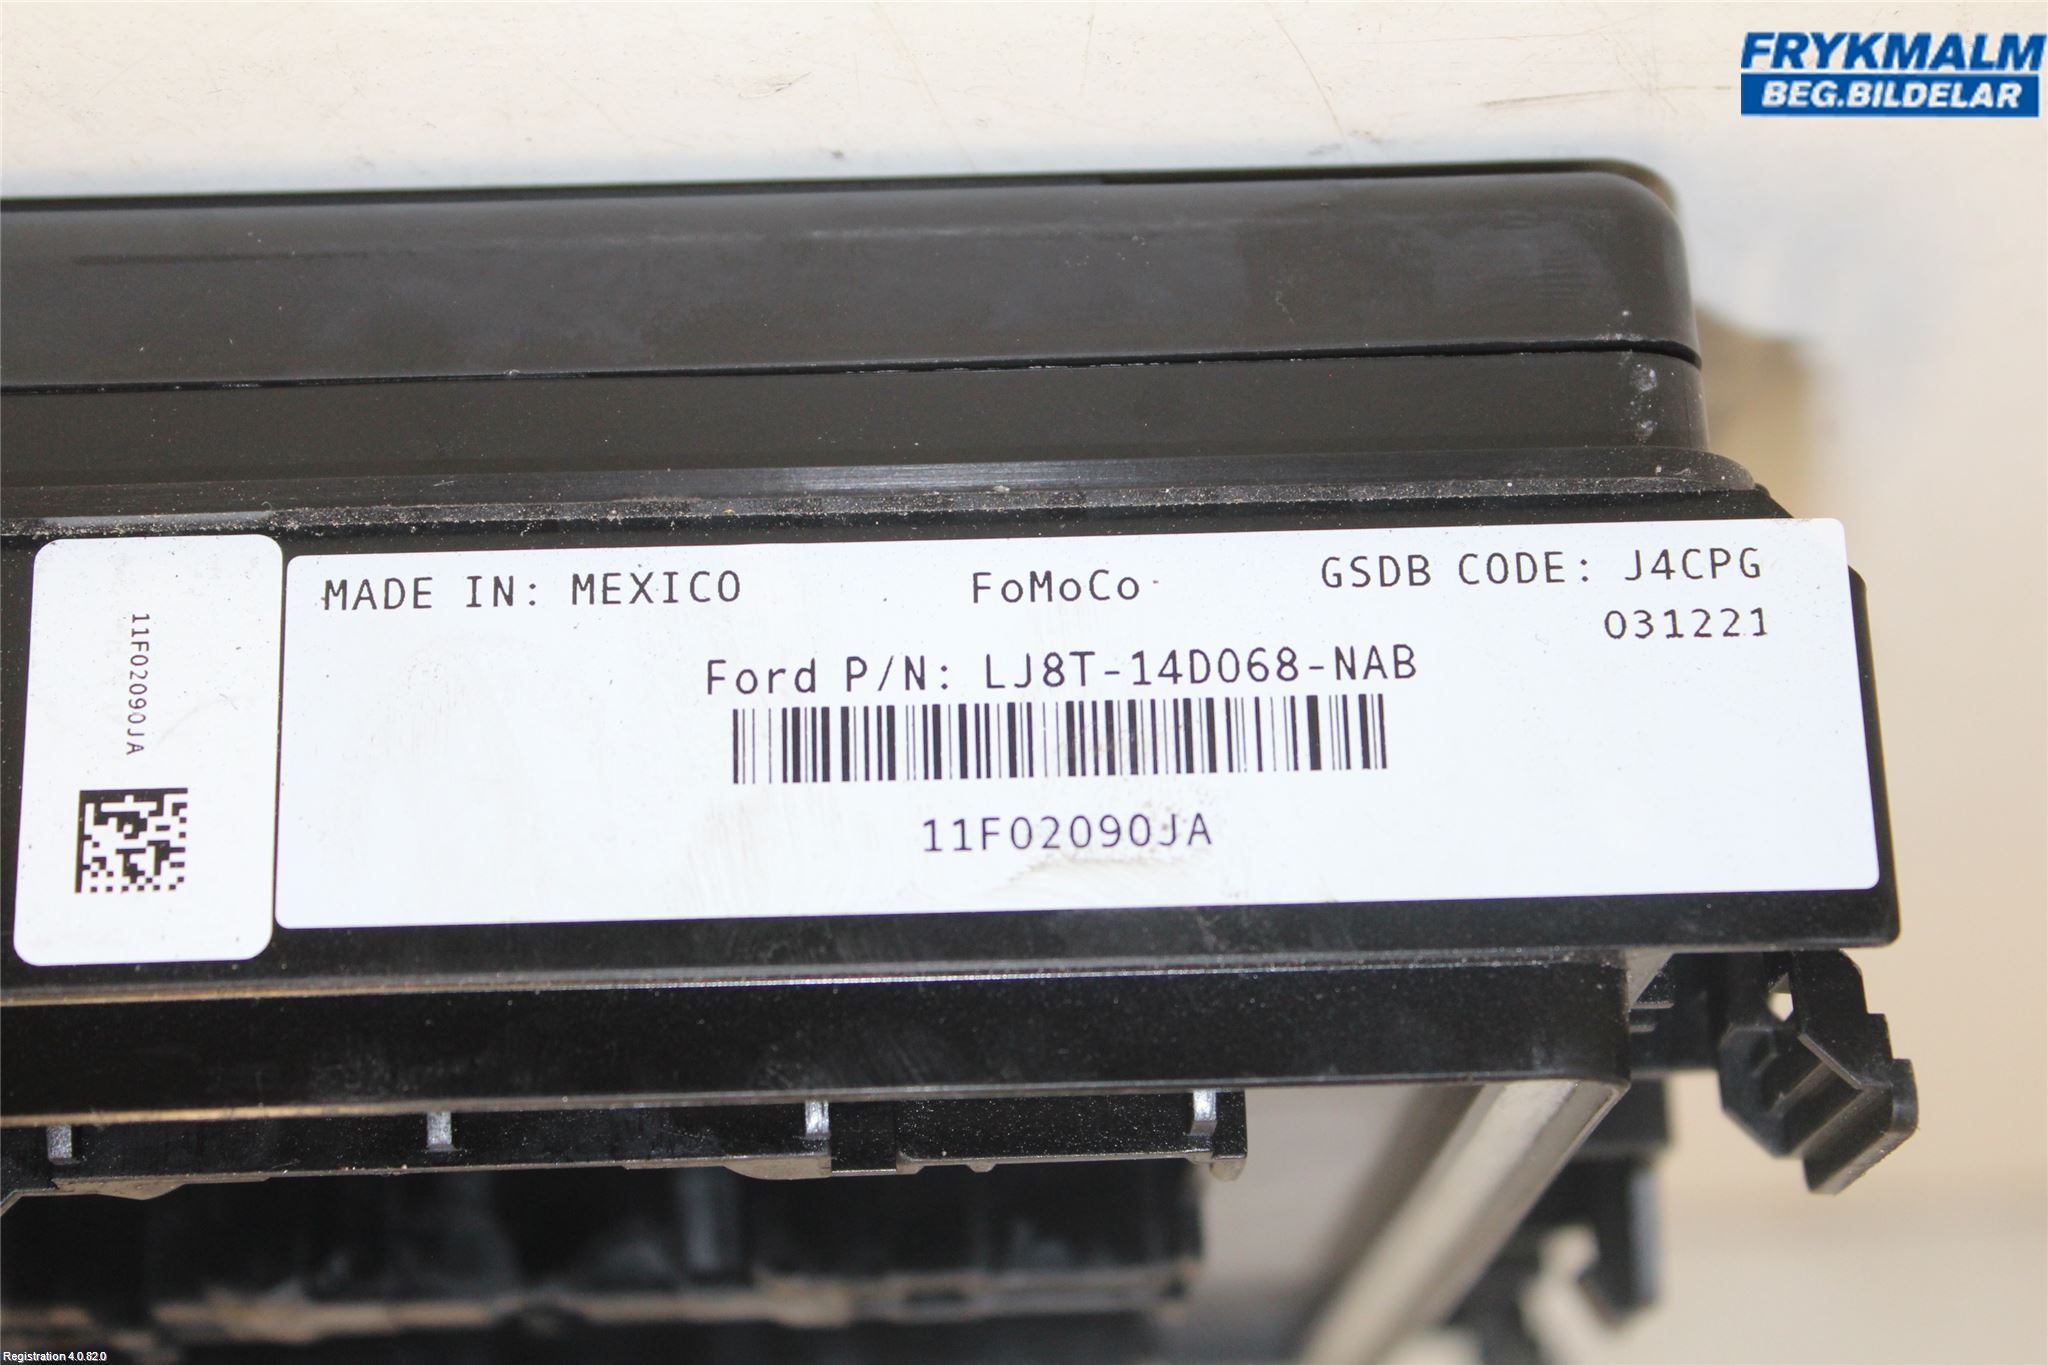 FRYKMALM
BEG.BILDELAR
MADE IN: MEXICO
FoMoCo
GSDB CODE: J4CPG
031221
Ford P/N: LJ8T-14D068-NAB
11F02090JA
11F02090JA
Registration 4.0.82.0